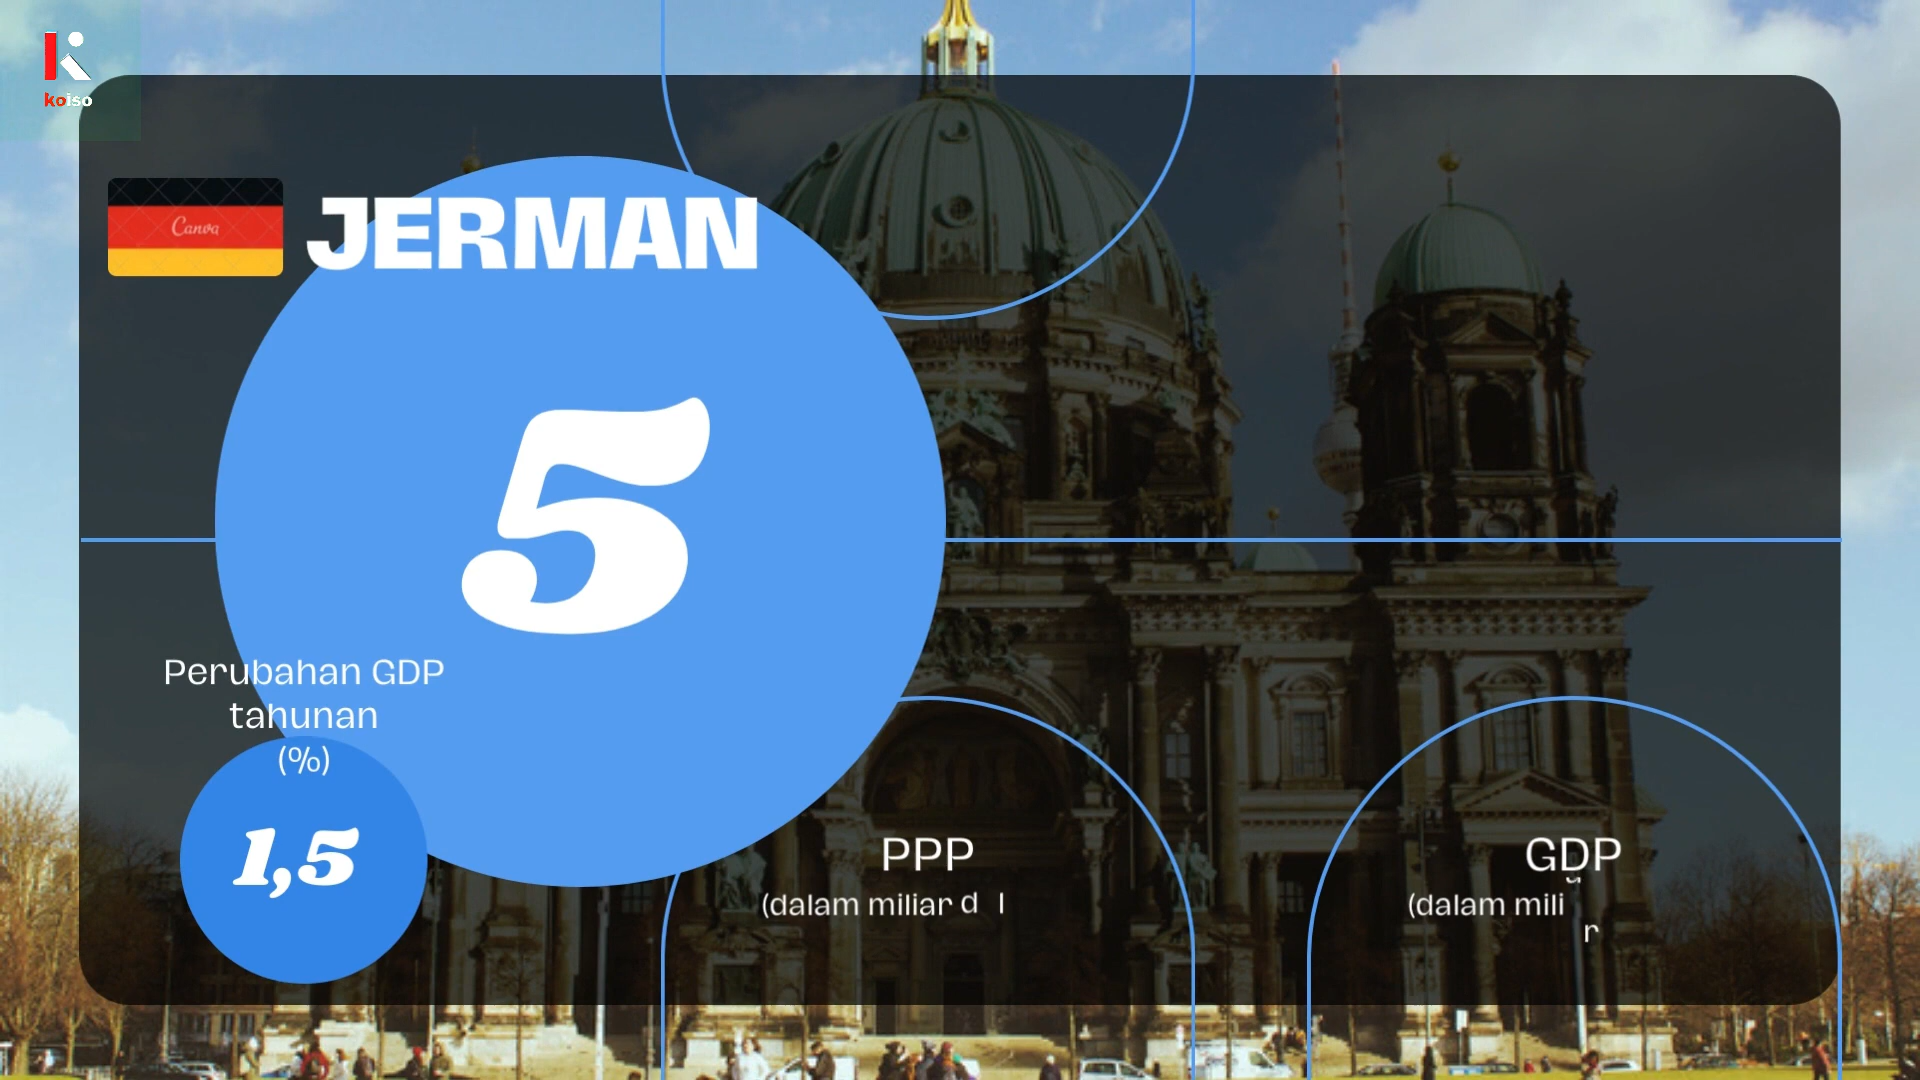 koiso
Canva
JERMAN
5
Perubahan GDP
tahunan
(%)
1,5
PPP
(dalam miliar d l
GDP
(dalam mili
r